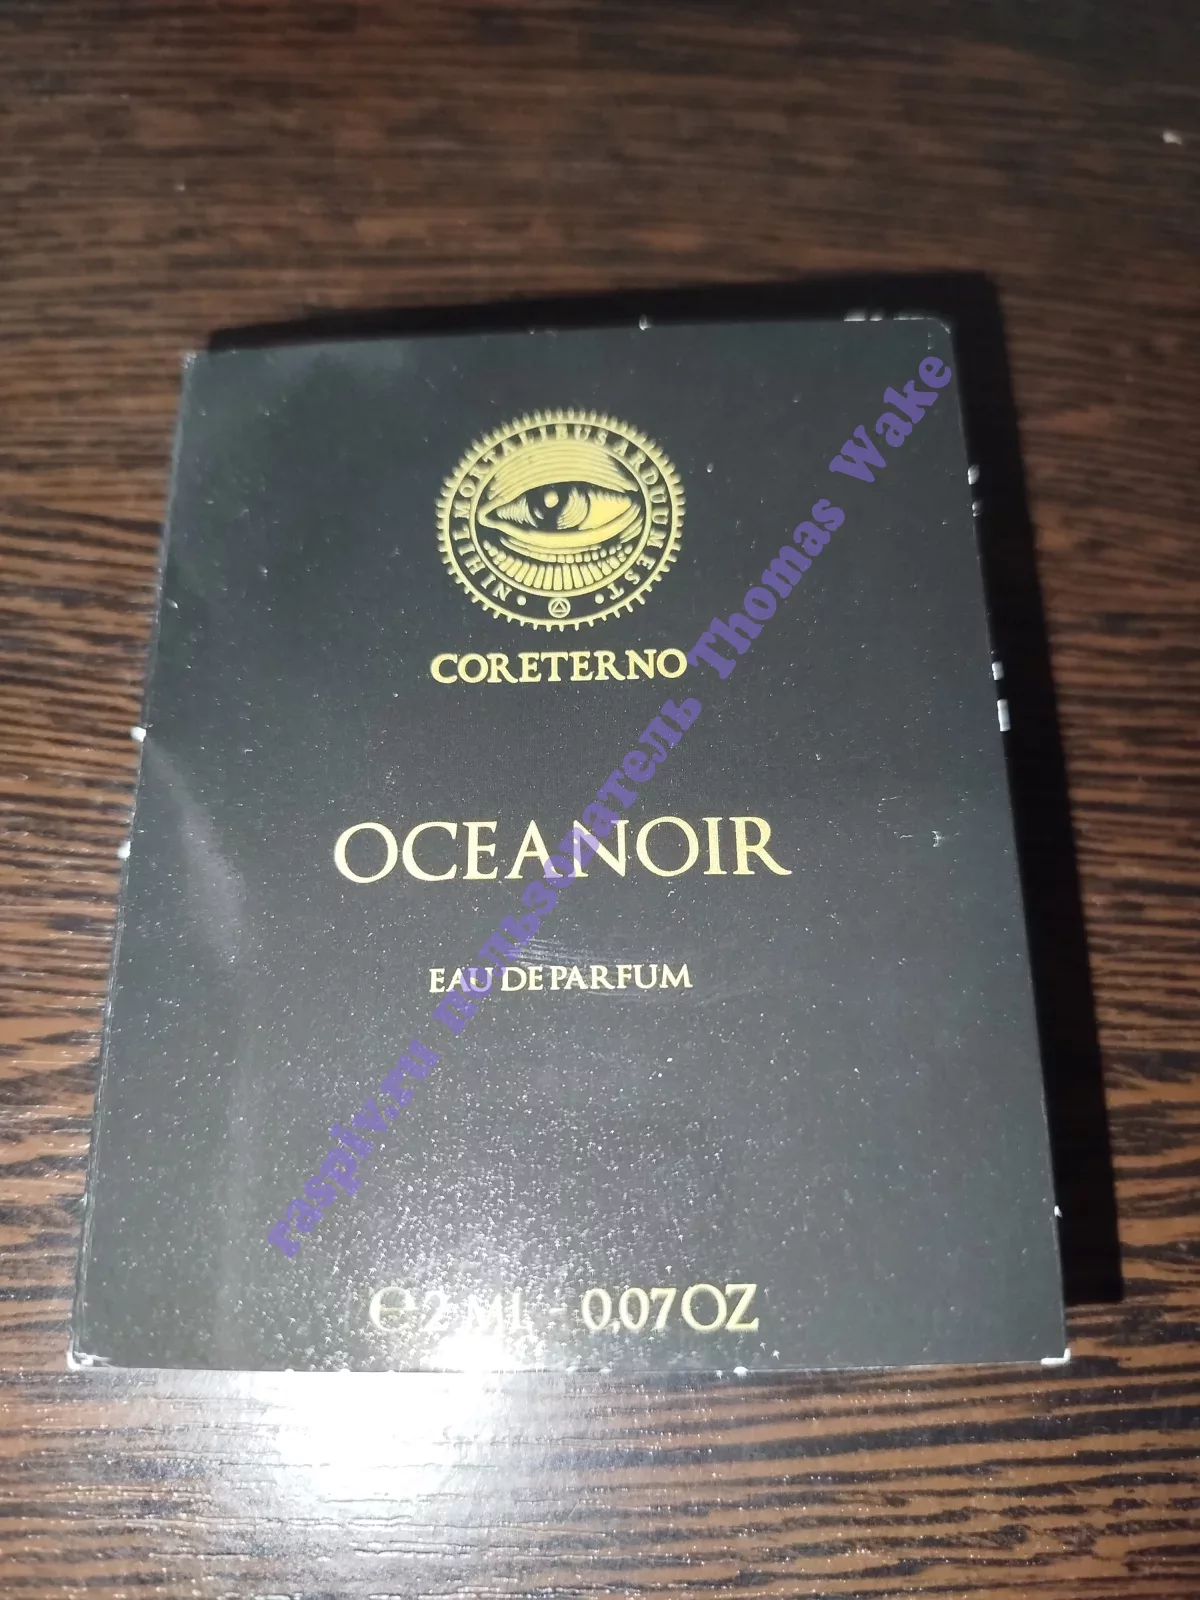 • NIHIL MORTALIBUS ARDUUM EST •
CORETERNO
OCEANOIR
EAU DE PARFUM
℮ 2 ML - 0.07 OZ
raspiv.ru пользователь Thomas Wake